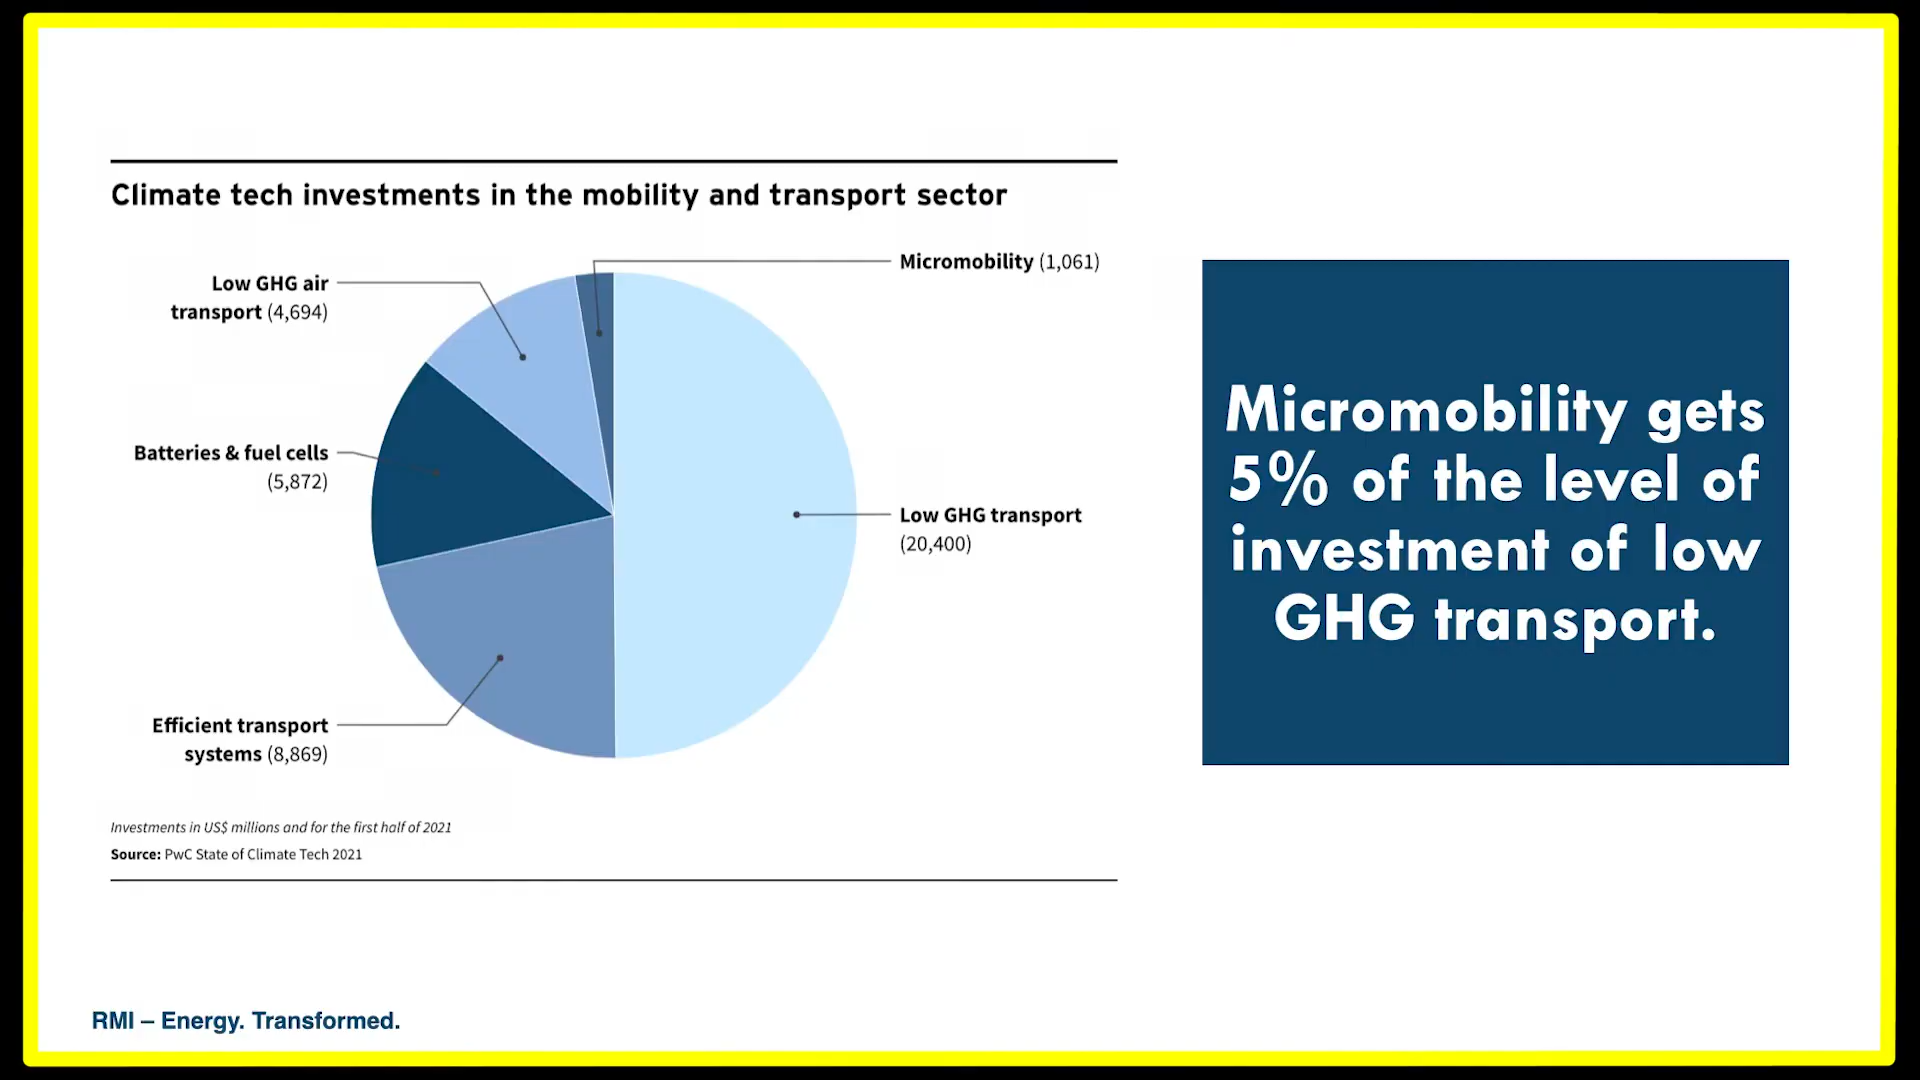 Climate tech investments in the mobility and transport sector
Micromobility (1,061)
Low GHG air
transport (4,694)
Batteries & fuel cells
(5,872)
Low GHG transport
(20,400)
Efficient transport
systems (8,869)
Investments in US$ millions and for the first half of 2021
Source: PwC State of Climate Tech 2021
Micromobility gets
5% of the level of
investment of low
GHG transport.
RMI – Energy. Transformed.